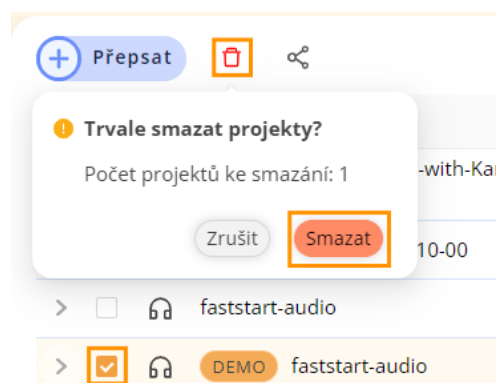 Přepsat
Trvale smazat projekty?
Počet projektů ke smazání: 1
-with-Kar
Zrušit Smazat
10-00
faststart-audio
DEMO faststart-audio